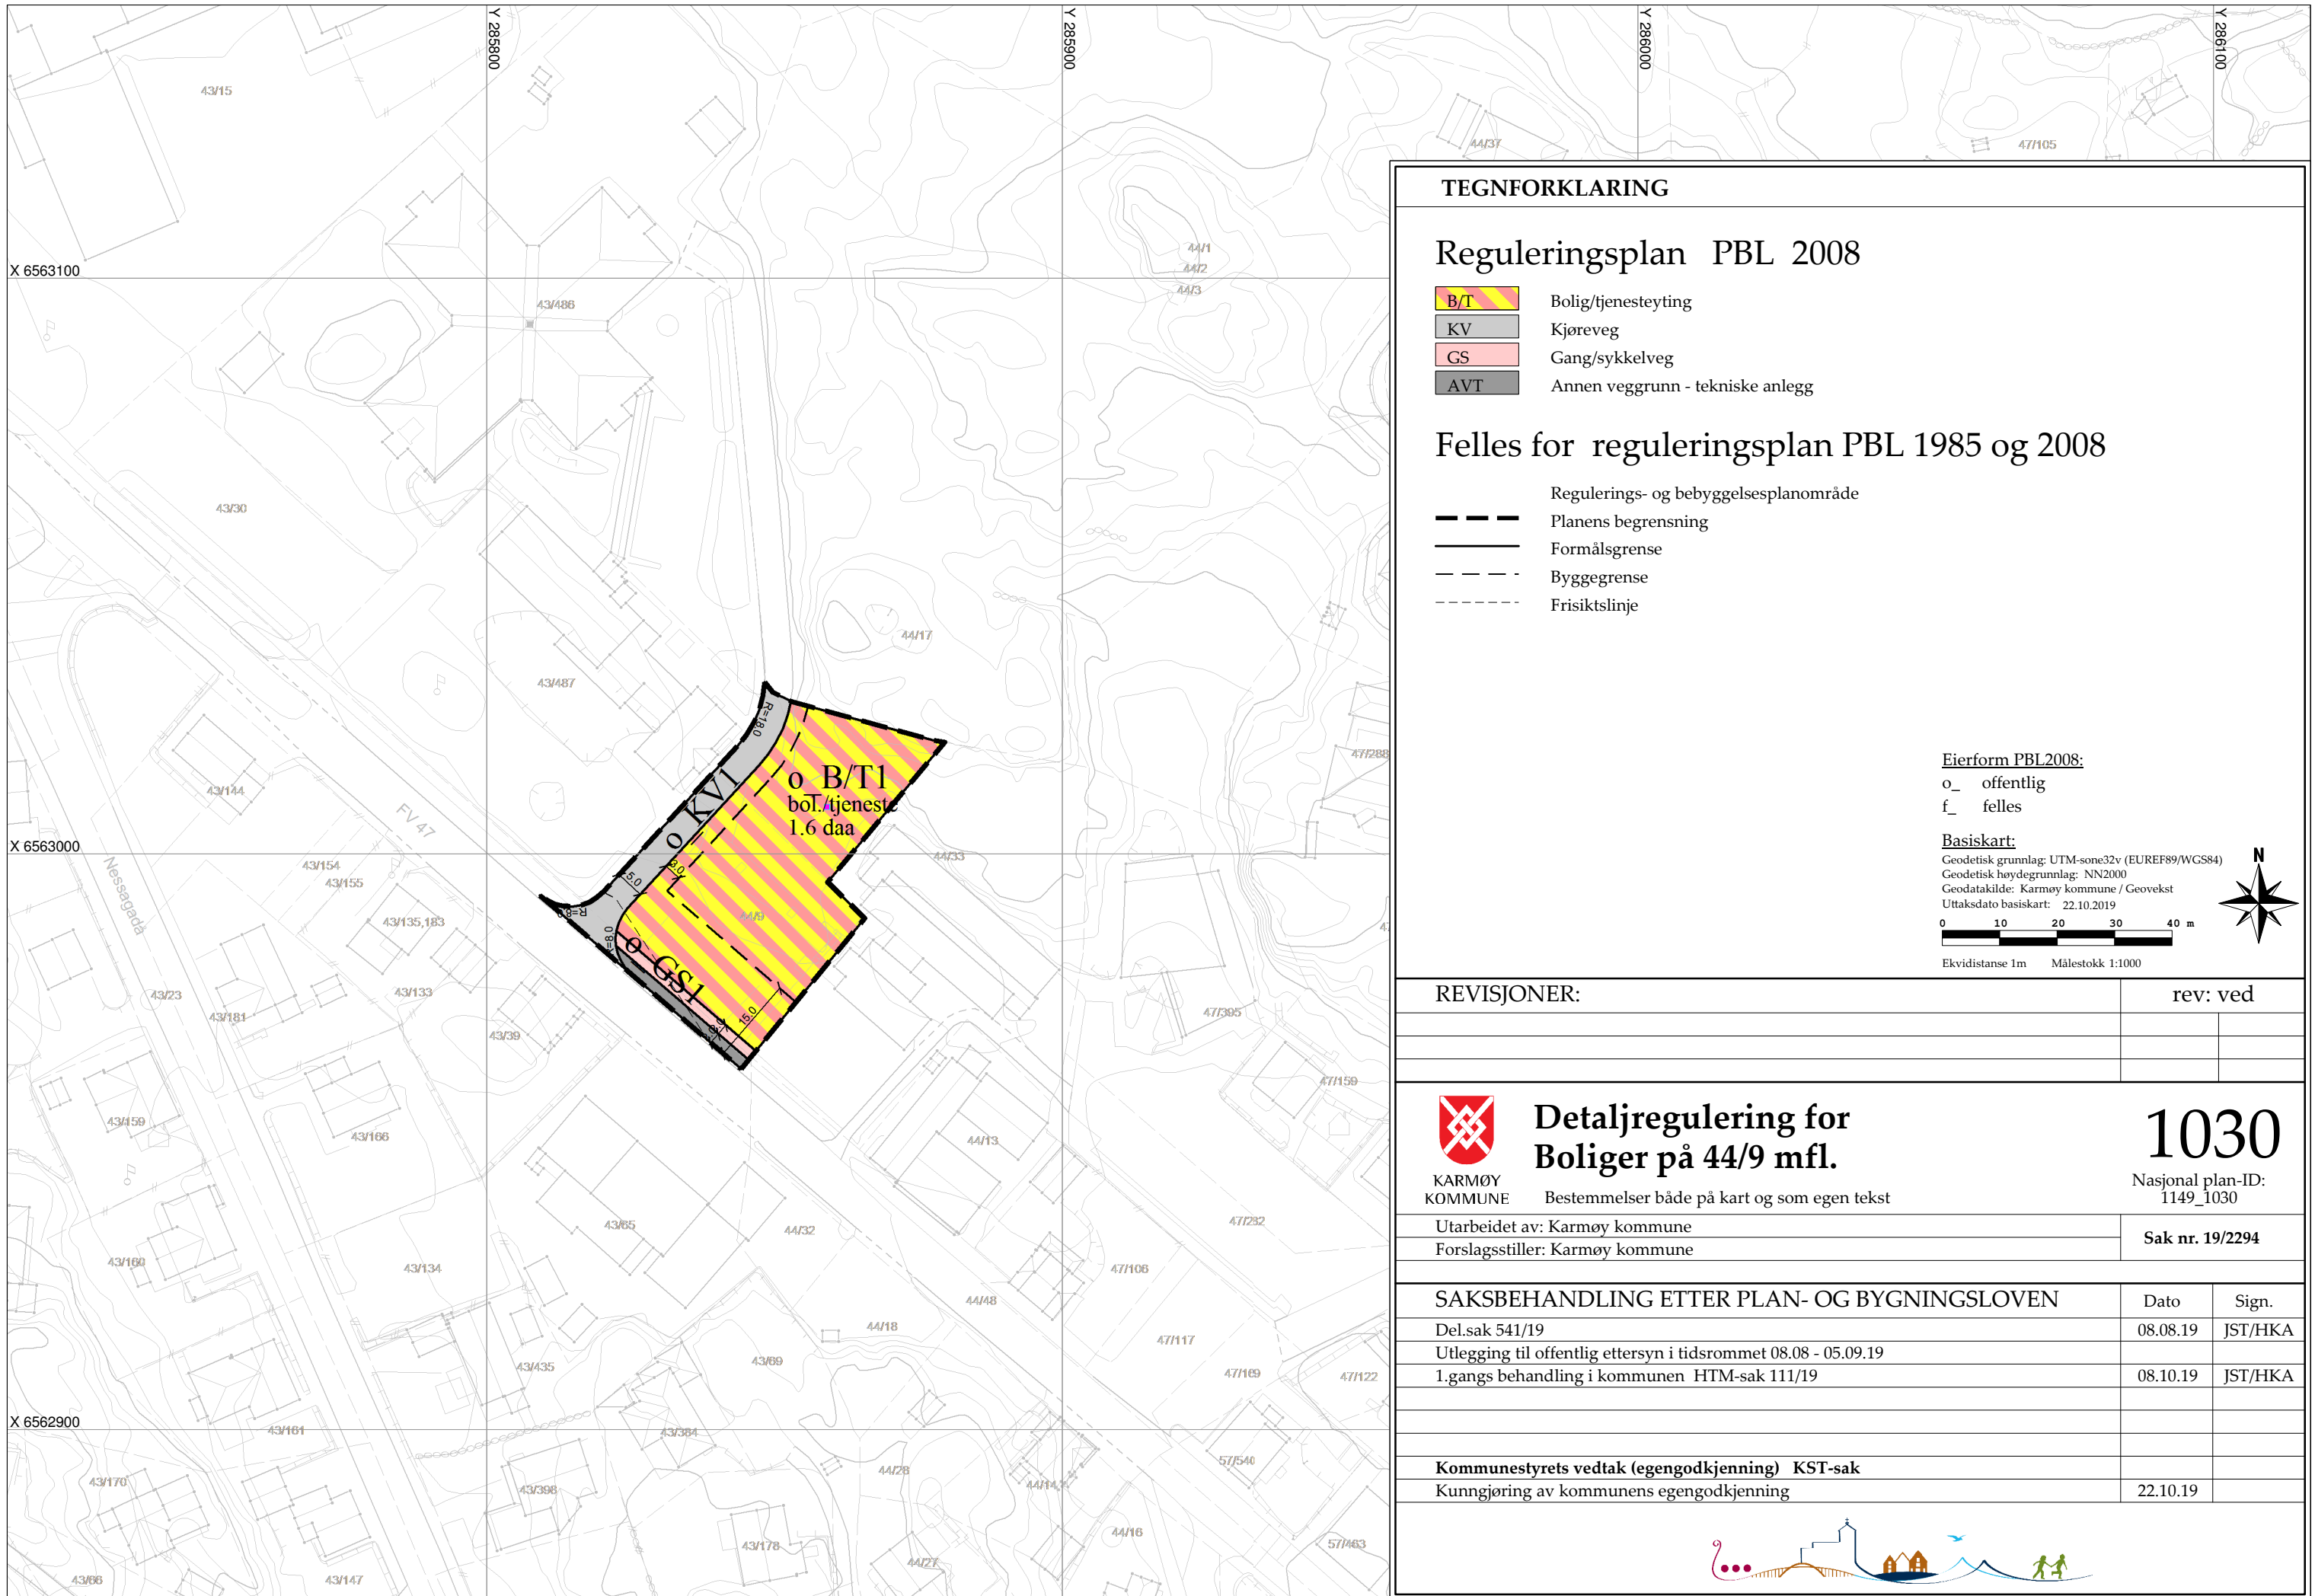 Y 285800
Y 285900
Y 286000
Y 286100
X 6563100
X 6563000
X 6562900
43/15
44/37
47/105
44/1
44/2
44/3
43/486
43/30
44/17
43/487
47/288
43/144
FV 47
Nessagadå
43/154
43/155
43/135,183
44/33
44/9
43/23
43/181
43/133
43/39
47/395
47/159
43/159
43/166
44/13
43/65
44/32
47/232
43/160
43/134
47/106
44/48
44/18
47/117
43/435
43/69
47/169
47/122
43/161
43/364
43/170
43/398
44/28
57/540
43/178
44/16
57/463
44/27
43/66
43/147
R=18.0
o KV1
o_B/T1
bol./tjeneste
1.6 daa
3.0
5.0
R=8.0
o GS1
15.0
TEGNFORKLARING
Reguleringsplan PBL 2008
B/T Bolig/tjenesteyting
KV Kjøreveg
GS Gang/sykkelveg
AVT Annen veggrunn - tekniske anlegg
Felles for reguleringsplan PBL 1985 og 2008
Regulerings- og bebyggelsesplanområde
Planens begrensning
Formålsgrense
Byggegrense
Frisiktslinje
Eierform PBL2008:
o_ offentlig
f_ felles
Basiskart:
Geodetisk grunnlag: UTM-sone32v (EUREF89/WGS84)
Geodetisk høydegrunnlag: NN2000
Geodatakilde: Karmøy kommune / Geovekst
Uttaksdato basiskart: 22.10.2019
N
0 10 20 30 40 m
Ekvidistanse 1m Målestokk 1:1000
REVISJONER: rev: ved
KARMØY
KOMMUNE
Detaljregulering for
Boliger på 44/9 mfl.
Bestemmelser både på kart og som egen tekst
1030
Nasjonal plan-ID:
1149_1030
Utarbeidet av: Karmøy kommune
Forslagsstiller: Karmøy kommune
Sak nr. 19/2294
SAKSBEHANDLING ETTER PLAN- OG BYGNINGSLOVEN Dato Sign.
Del.sak 541/19 08.08.19 JST/HKA
Utlegging til offentlig ettersyn i tidsrommet 08.08 - 05.09.19
1.gangs behandling i kommunen HTM-sak 111/19 08.10.19 JST/HKA
Kommunestyrets vedtak (egengodkjenning) KST-sak
Kunngjøring av kommunens egengodkjenning 22.10.19